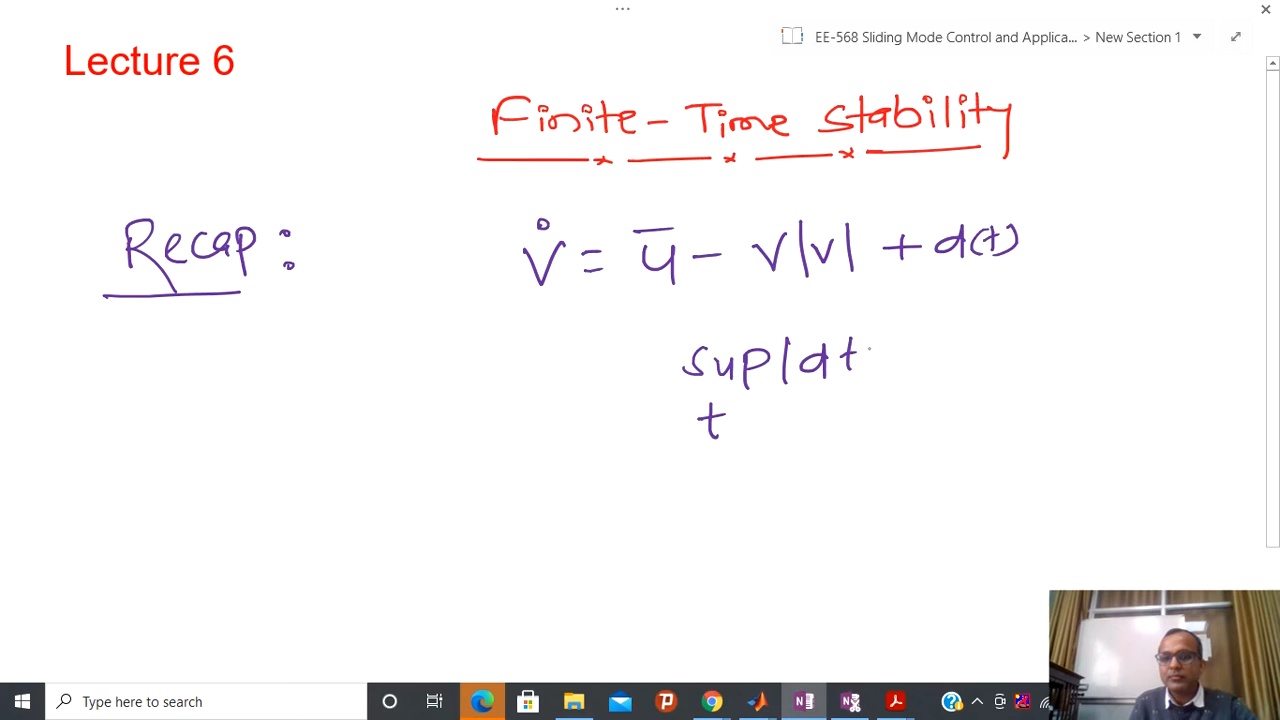 EE-568 Sliding Mode Control and Applica... > New Section 1
Lecture 6
Finite-Time Stability
Recap: v̇ = ū - v|v| + d(t)
sup|dt
t
Type here to search